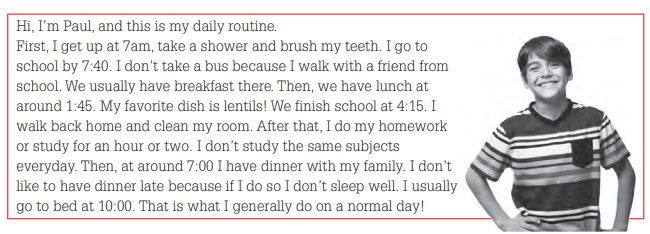 Hi, I'm Paul, and this is my daily routine.
First, I get up at 7am, take a shower and brush my teeth. I go to
school by 7:40. I don't take a bus because I walk with a friend from
school. We usually have breakfast there. Then, we have lunch at
around 1:45. My favorite dish is lentils! We finish school at 4:15. I
walk back home and clean my room. After that, I do my homework
or study for an hour or two. I don't study the same subjects
everyday. Then, at around 7:00 I have dinner with my family. I don't
like to have dinner late because if I do so I don't sleep well. I usually
go to bed at 10:00. That is what I generally do on a normal day!